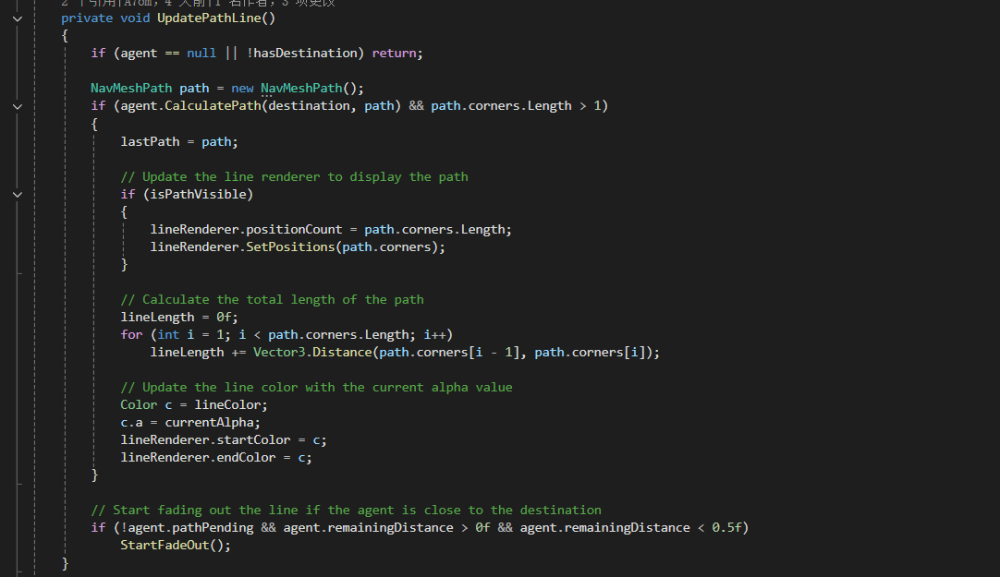 2 个引用|A7om，4 天前|1 名作者，3 项更改
private void UpdatePathLine()
{
if (agent == null || !hasDestination) return;
NavMeshPath path = new NavMeshPath();
if (agent.CalculatePath(destination, path) && path.corners.Length > 1)
{
lastPath = path;
// Update the line renderer to display the path
if (isPathVisible)
{
lineRenderer.positionCount = path.corners.Length;
lineRenderer.SetPositions(path.corners);
}
// Calculate the total length of the path
lineLength = 0f;
for (int i = 1; i < path.corners.Length; i++)
lineLength += Vector3.Distance(path.corners[i - 1], path.corners[i]);
// Update the line color with the current alpha value
Color c = lineColor;
c.a = currentAlpha;
lineRenderer.startColor = c;
lineRenderer.endColor = c;
}
// Start fading out the line if the agent is close to the destination
if (!agent.pathPending && agent.remainingDistance > 0f && agent.remainingDistance < 0.5f)
StartFadeOut();
}